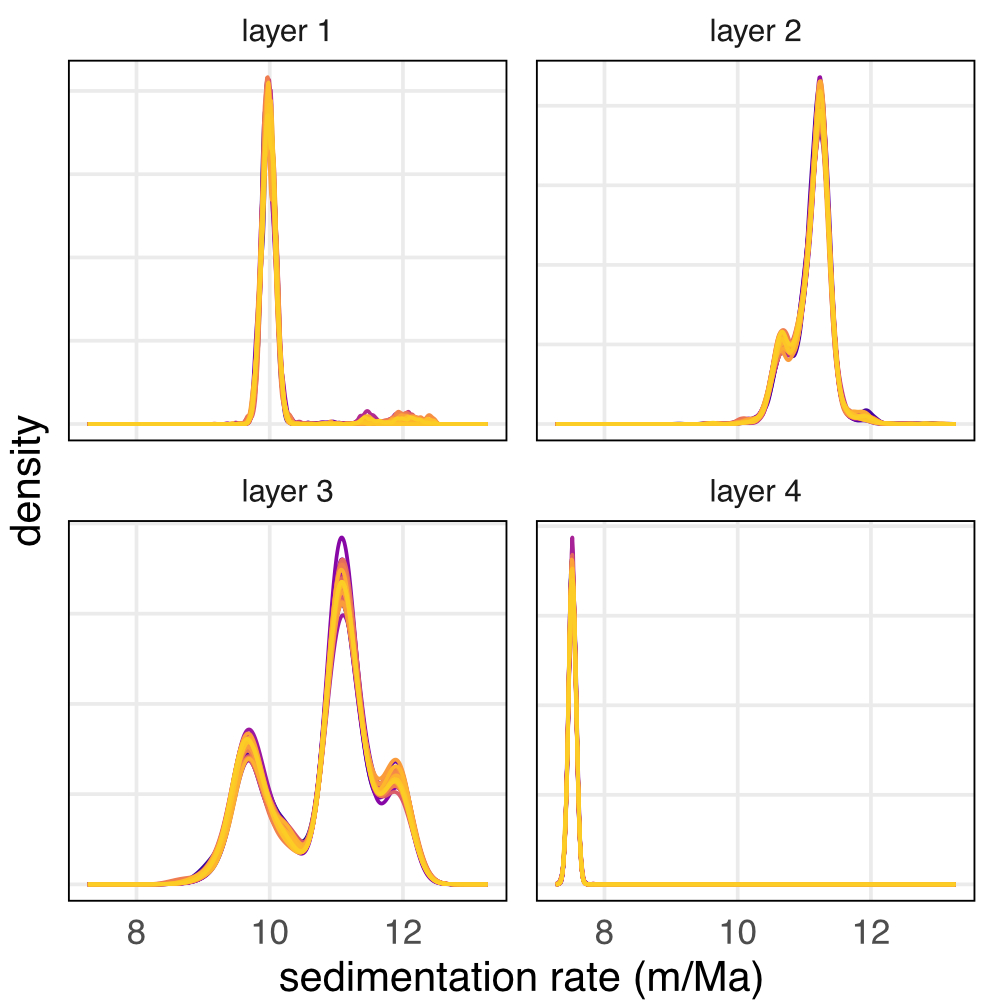 layer 1
layer 2
density
layer 3
layer 4
8 10 12 8 10 12
sedimentation rate (m/Ma)